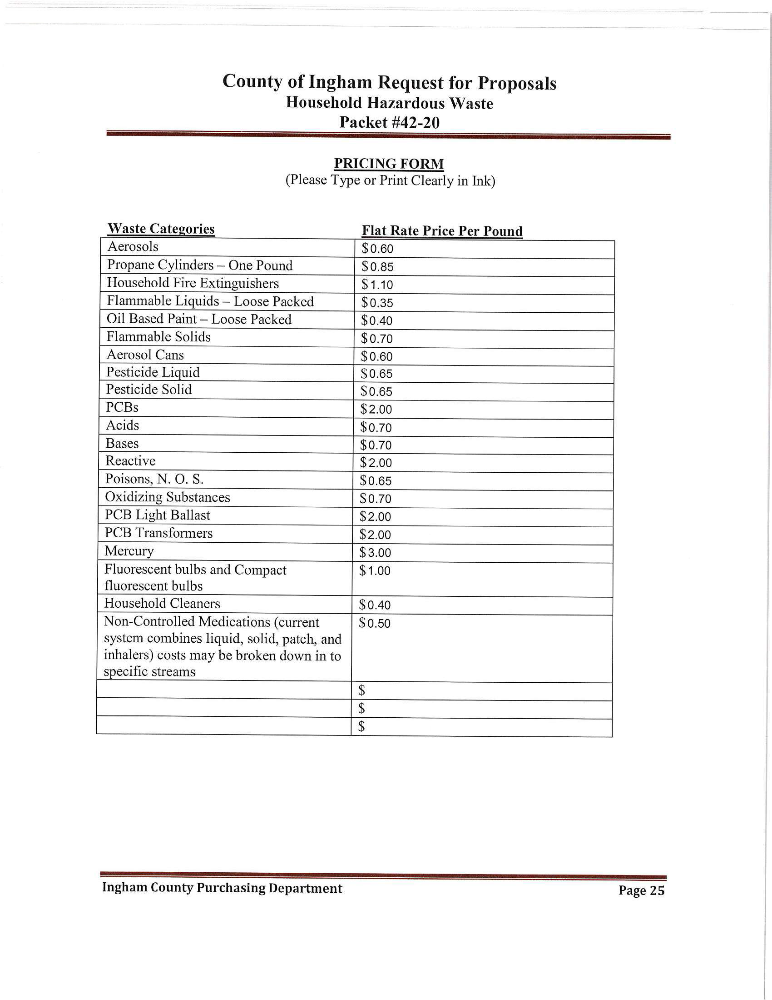 County of Ingham Request for Proposals
Household Hazardous Waste
Packet #42-20
PRICING FORM
(Please Type or Print Clearly in Ink)
Waste Categories Flat Rate Price Per Pound
Aerosols $0.60
Propane Cylinders – One Pound $0.85
Household Fire Extinguishers $1.10
Flammable Liquids – Loose Packed $0.35
Oil Based Paint – Loose Packed $0.40
Flammable Solids $0.70
Aerosol Cans $0.60
Pesticide Liquid $0.65
Pesticide Solid $0.65
PCBs $2.00
Acids $0.70
Bases $0.70
Reactive $2.00
Poisons, N. O. S. $0.65
Oxidizing Substances $0.70
PCB Light Ballast $2.00
PCB Transformers $2.00
Mercury $3.00
Fluorescent bulbs and Compact $1.00
fluorescent bulbs
Household Cleaners $0.40
Non-Controlled Medications (current $0.50
system combines liquid, solid, patch, and
inhalers) costs may be broken down in to
specific streams
$
$
$
Ingham County Purchasing Department Page 25